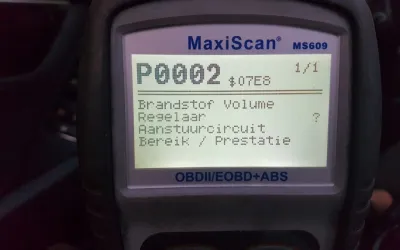 MaxiScan® MS609
P0002 $07E8 1/1
Brandstof Volume
Regelaar ?
Aanstuurcircuit
Bereik / Prestatie
OBDII/EOBD+ABS